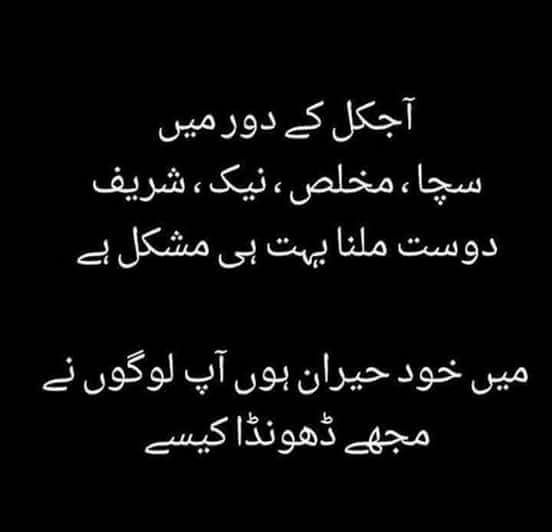 آجکل کے دور میں
سچا، مخلص، نیک، شریف
دوست ملنا بہت ہی مشکل ہے
میں خود حیران ہوں آپ لوگوں نے
مجھے ڈھونڈا کیسے